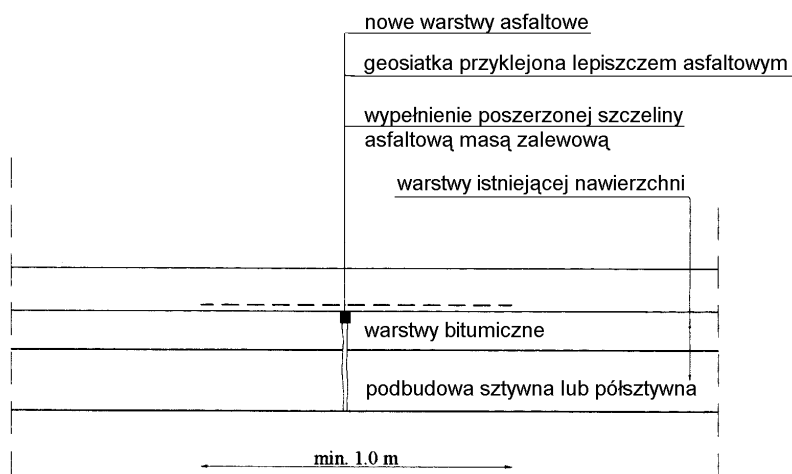 nowe warstwy asfaltowe
geosiatka przyklejona lepiszczem asfaltowym
wypełnienie poszerzonej szczeliny
asfaltową masą zalewową
warstwy istniejącej nawierzchni
warstwy bitumiczne
podbudowa sztywna lub półsztywna
min. 1.0 m